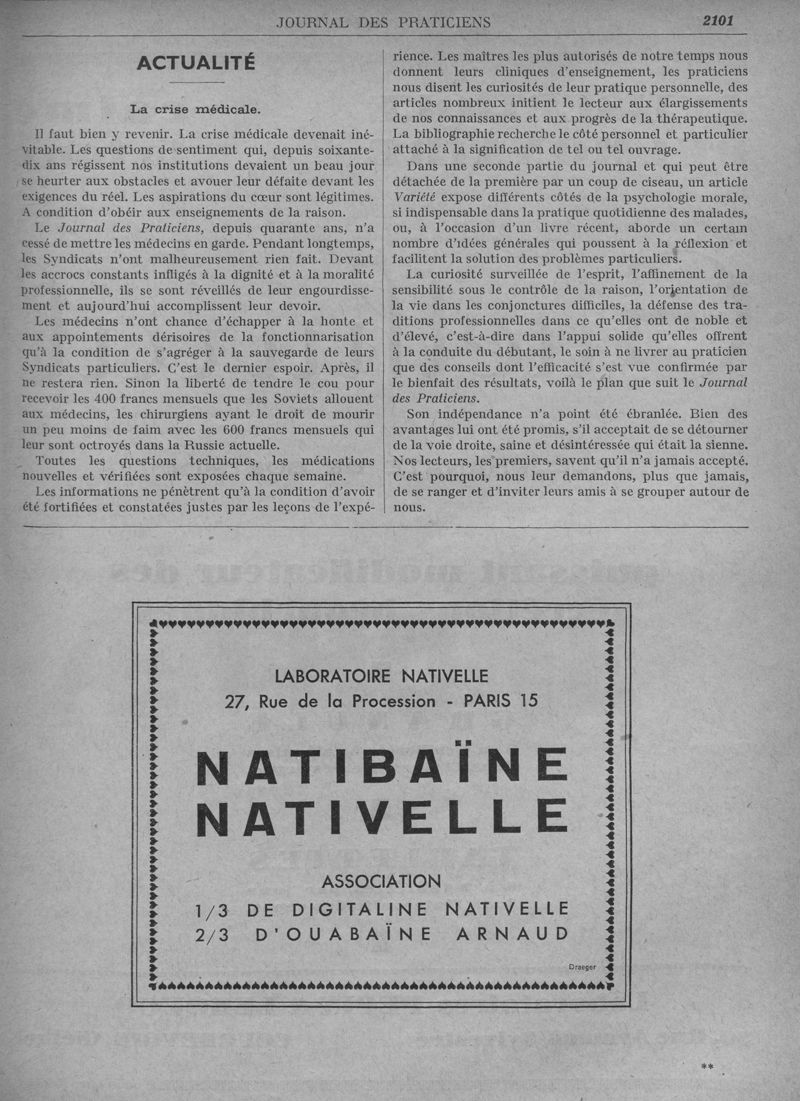 JOURNAL DES PRATICIENS 2101
ACTUALITÉ
La crise médicale.
Il faut bien y revenir. La crise médicale devenait iné-
vitable. Les questions de sentiment qui, depuis soixante-
dix ans régissent nos institutions devaient un beau jour
se heurter aux obstacles et avouer leur défaite devant les
exigences du réel. Les aspirations du cœur sont légitimes.
A condition d'obéir aux enseignements de la raison.
Le Journal des Praticiens, depuis quarante ans, n'a
cessé de mettre les médecins en garde. Pendant longtemps,
les Syndicats n'ont malheureusement rien fait. Devant
les accrocs constants infligés à la dignité et à la moralité
professionnelle, ils se sont réveillés de leur engourdisse-
ment et aujourd'hui accomplissent leur devoir.
Les médecins n'ont chance d'échapper à la honte et
aux appointements dérisoires de la fonctionnarisation
qu'à la condition de s'agréger à la sauvegarde de leurs
Syndicats particuliers. C'est le dernier espoir. Après, il
ne restera rien. Sinon la liberté de tendre le cou pour
recevoir les 400 francs mensuels que les Soviets allouent
aux médecins, les chirurgiens ayant le droit de mourir
un peu moins de faim avec les 600 francs mensuels qui
leur sont octroyés dans la Russie actuelle.
Toutes les questions techniques, les médications
nouvelles et vérifiées sont exposées chaque semaine.
Les informations ne pénètrent qu'à la condition d'avoir
été fortifiées et constatées justes par les leçons de l'expé-
rience. Les maîtres les plus autorisés de notre temps nous
donnent leurs cliniques d'enseignement, les praticiens
nous disent les curiosités de leur pratique personnelle, des
articles nombreux initient le lecteur aux élargissements
de nos connaissances et aux progrès de la thérapeutique.
La bibliographie recherche le côté personnel et particulier
attaché à la signification de tel ou tel ouvrage.
Dans une seconde partie du journal et qui peut être
détachée de la première par un coup de ciseau, un article
Variété expose différents côtés de la psychologie morale,
si indispensable dans la pratique quotidienne des malades,
ou, à l'occasion d'un livre récent, aborde un certain
nombre d'idées générales qui poussent à la réflexion et
facilitent la solution des problèmes particuliers.
La curiosité surveillée de l'esprit, l'affinement de la
sensibilité sous le contrôle de la raison, l'orientation de
la vie dans les conjonctures difficiles, la défense des tra-
ditions professionnelles dans ce qu'elles ont de noble et
d'élevé, c'est-à-dire dans l'appui solide qu'elles offrent
à la conduite du débutant, le soin à ne livrer au praticien
que des conseils dont l'efficacité s'est vue confirmée par
le bienfait des résultats, voilà le plan que suit le Journal
des Praticiens.
Son indépendance n'a point été ébranlée. Bien des
avantages lui ont été promis, s'il acceptait de se détourner
de la voie droite, saine et désintéressée qui était la sienne.
Nos lecteurs, les premiers, savent qu'il n'a jamais accepté.
C'est pourquoi, nous leur demandons, plus que jamais,
de se ranger et d'inviter leurs amis à se grouper autour de
nous.
LABORATOIRE NATIVELLE
27, Rue de la Procession - PARIS 15
NATIBAÏNE
NATIVELLE
ASSOCIATION
1/3 DE DIGITALINE NATIVELLE
2/3 D'OUABAÏNE ARNAUD
Draeger
**